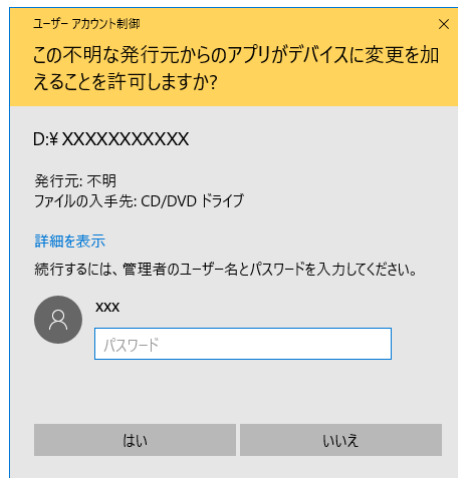 ユーザー アカウント制御
この不明な発行元からのアプリがデバイスに変更を加
えることを許可しますか?
D:¥ XXXXXXXXXXX
発行元: 不明
ファイルの入手先: CD/DVD ドライブ
詳細を表示
続行するには、管理者のユーザー名とパスワードを入力してください。
xxx
パスワード
はい
いいえ